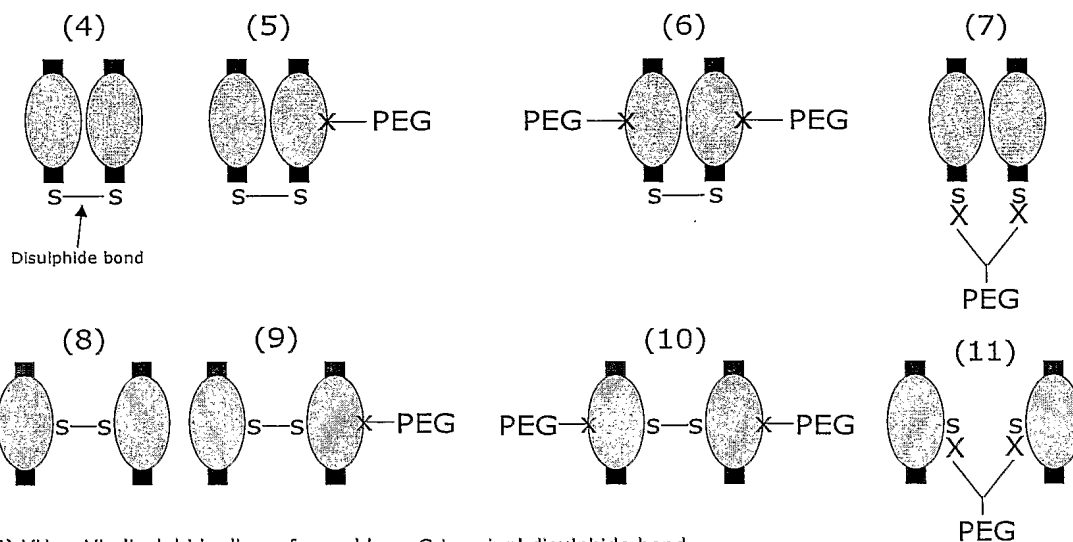 (4) (5) (6) (7)
X—PEG PEG—X X—PEG
S—S S—S S—S S S
X X
Disulphide bond
PEG
(8) (9) (10) (11)
S—S S—S X—PEG PEG—X S—S X—PEG S S
X X
PEG